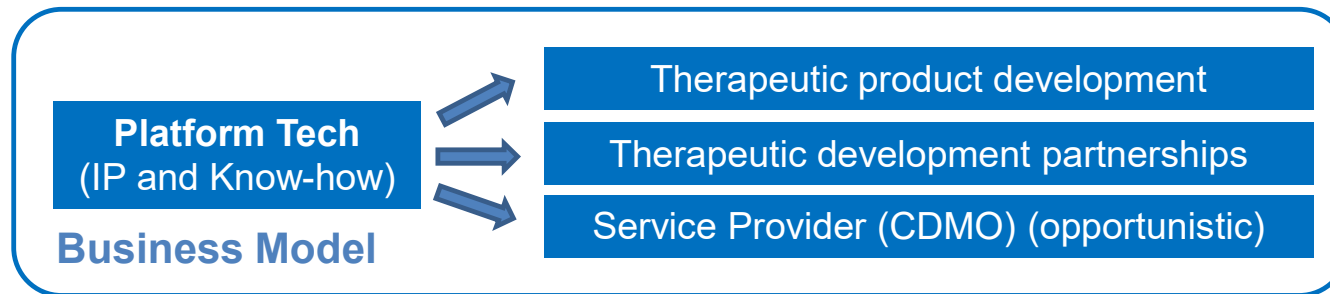 Platform Tech
(IP and Know-how)
Business Model
Therapeutic product development
Therapeutic development partnerships
Service Provider (CDMO) (opportunistic)